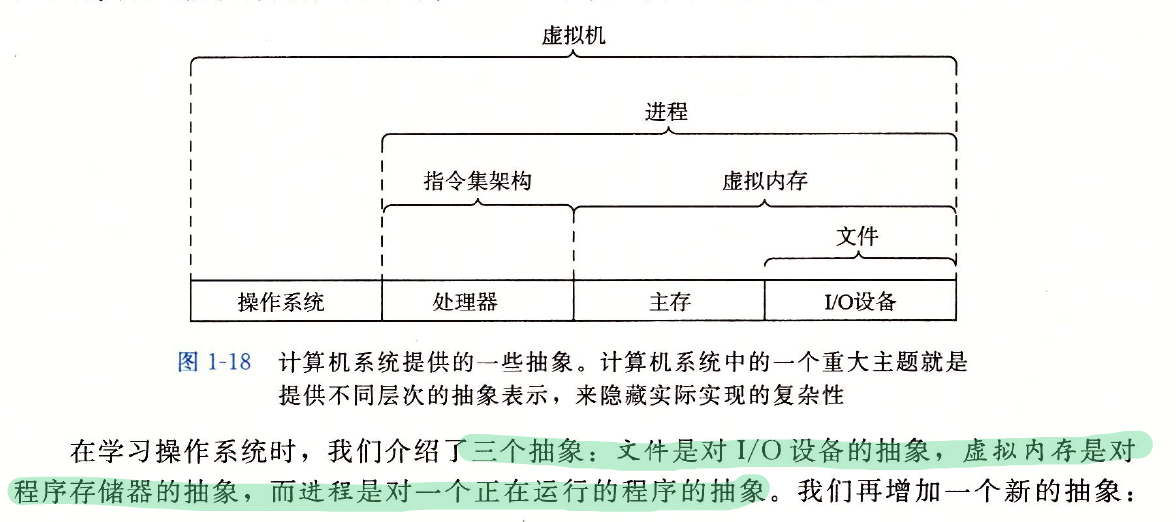 虚拟机
进程
指令集架构
虚拟内存
文件
操作系统
处理器
主存
I/O设备
图 1-18 计算机系统提供的一些抽象。计算机系统中的一个重大主题就是
提供不同层次的抽象表示，来隐藏实际实现的复杂性
在学习操作系统时，我们介绍了三个抽象：文件是对 I/O 设备的抽象，虚拟内存是对
程序存储器的抽象，而进程是对一个正在运行的程序的抽象。我们再增加一个新的抽象：